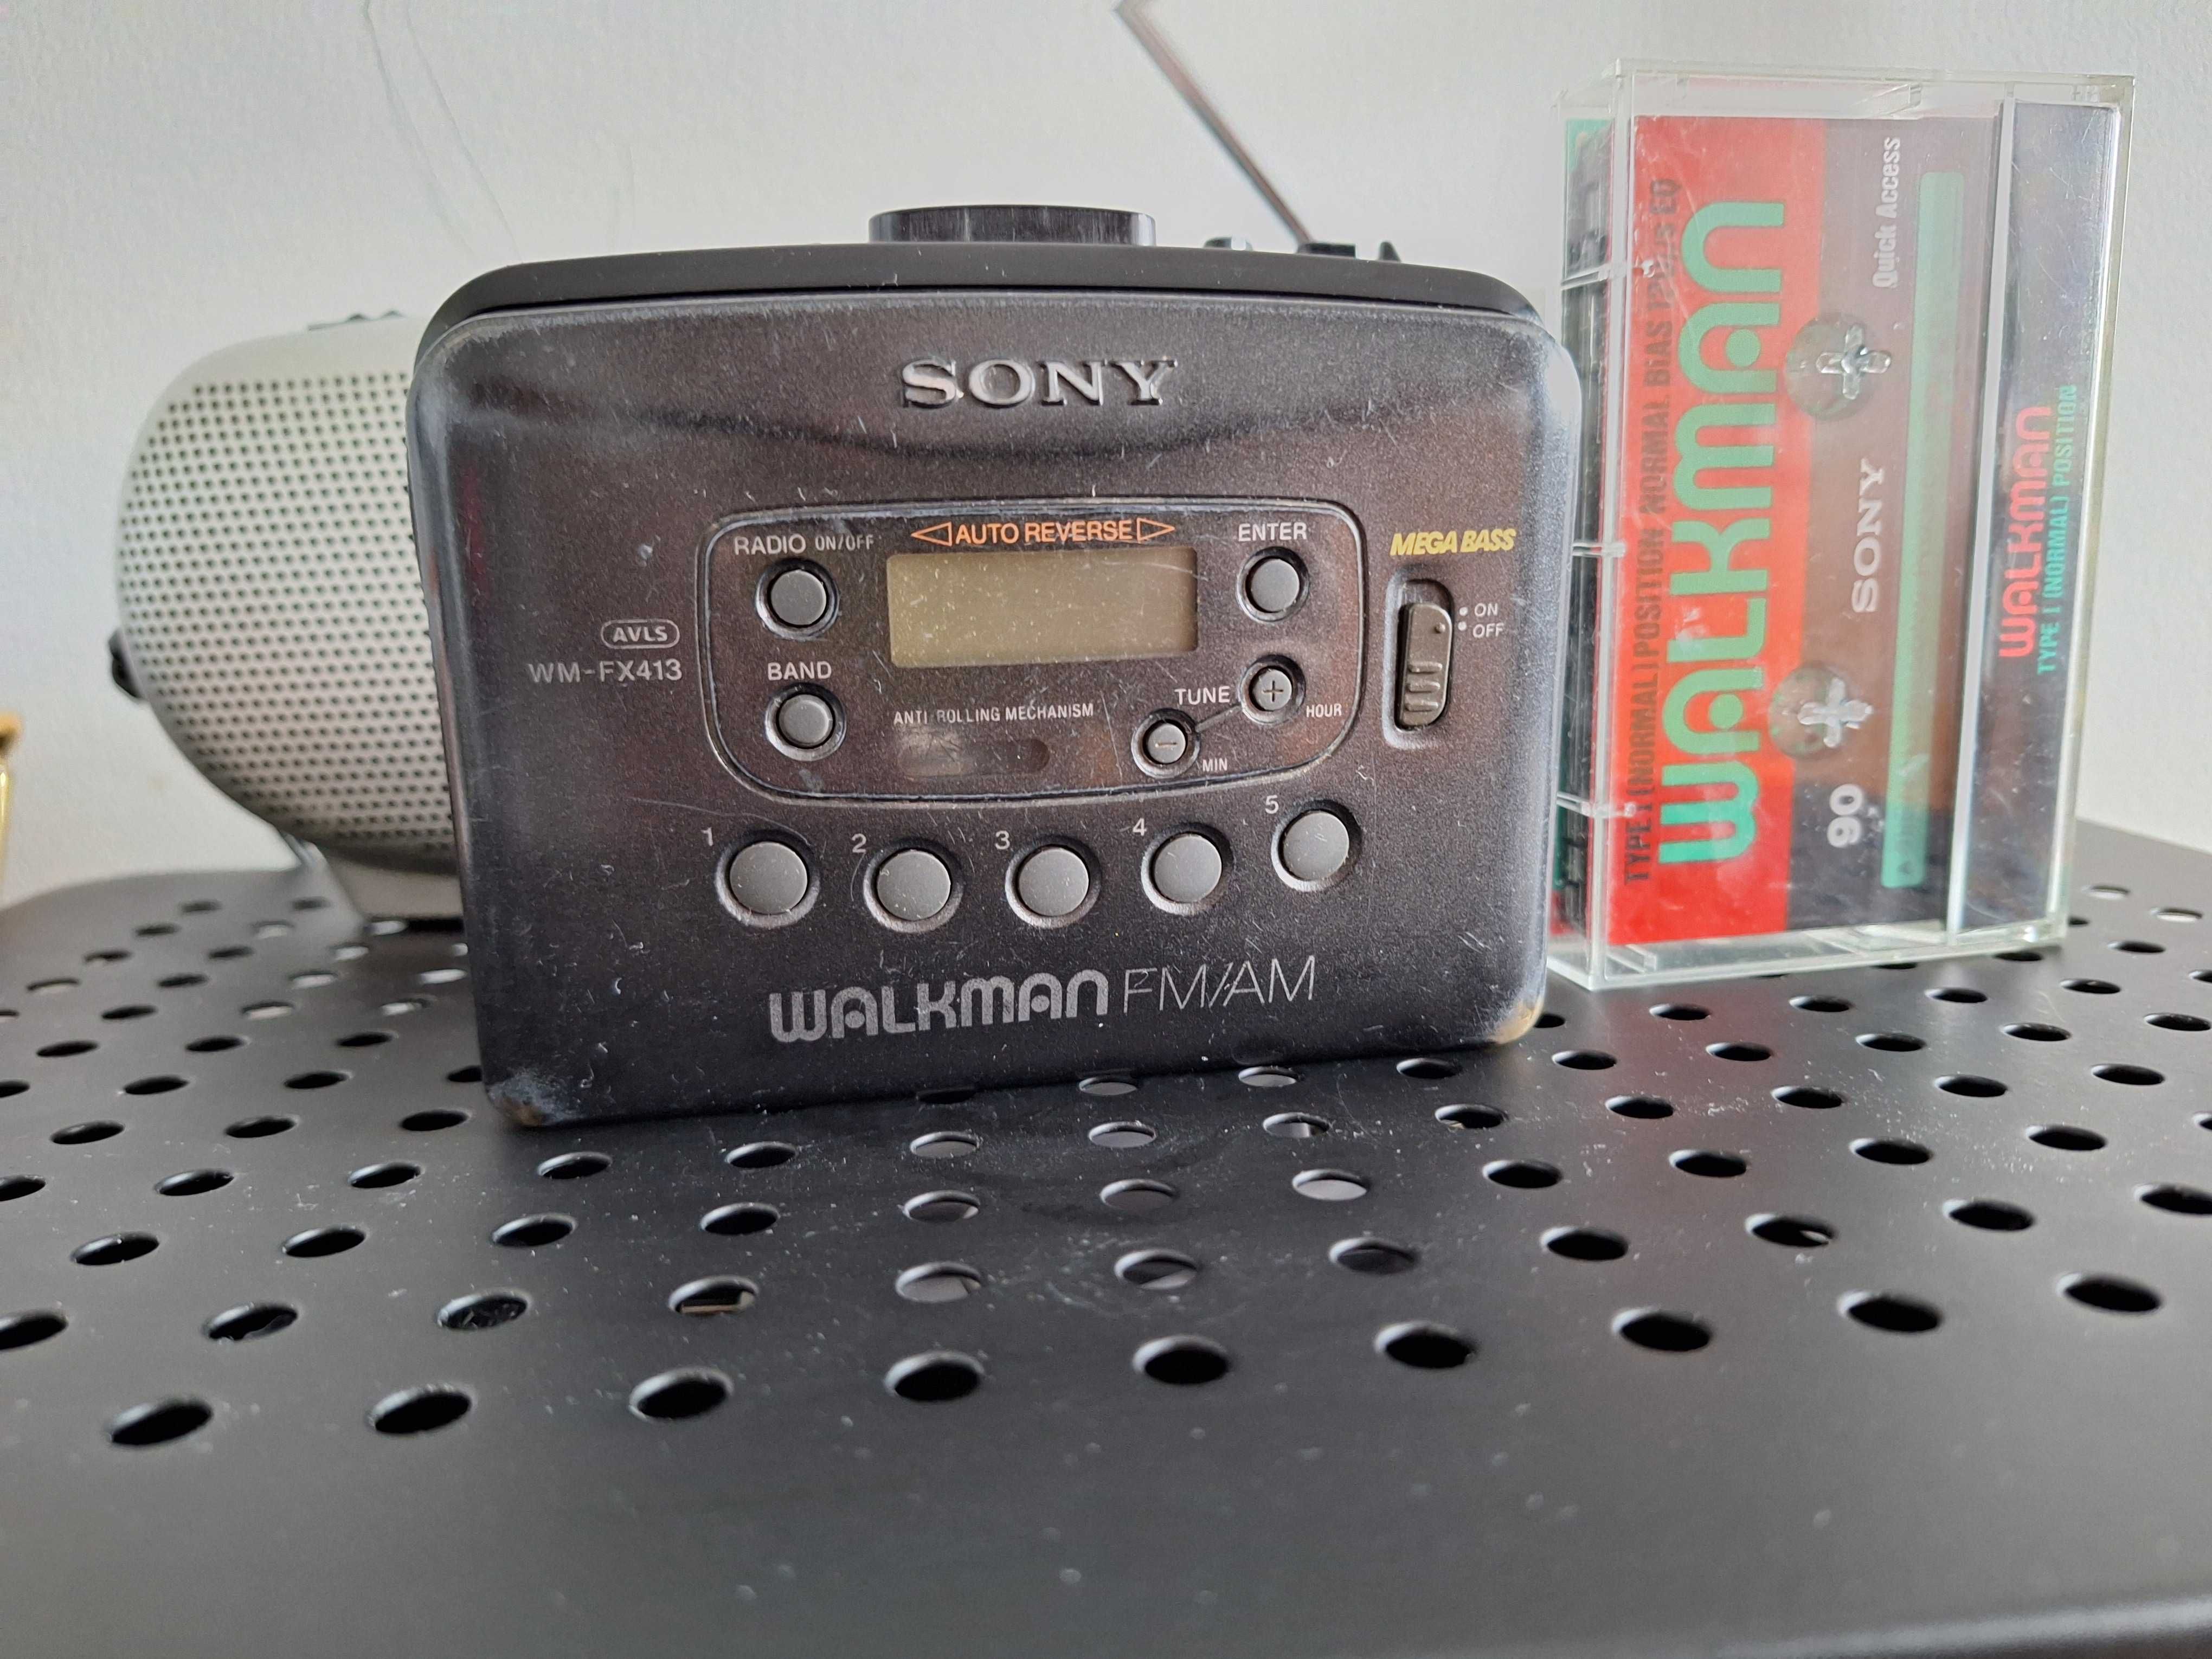 SONY
◁ AUTO REVERSE ▷
RADIO ON/OFF
ENTER
MEGA BASS
ON
OFF
AVLS
WM-FX413
BAND
TUNE
+
HOUR
ANTI ROLLING MECHANISM
-
MIN
1
2
3
4
5
WALKMAN FM/AM
TYPE I (NORMAL) POSITION NORMAL BIAS EQ
WALKMAN
SONY
90
Quick Access
WALKMAN
TYPE I (NORMAL) POSITION